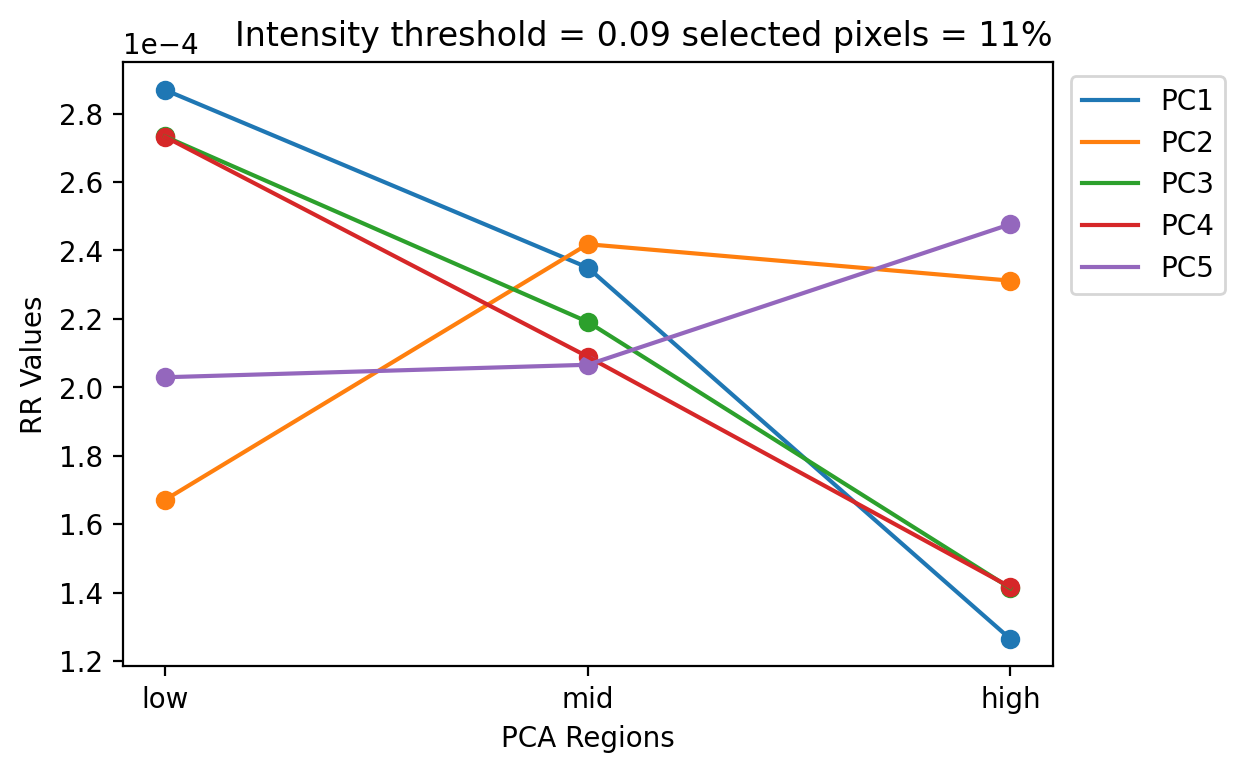 Intensity threshold = 0.09 selected pixels = 11%
1e−4
2.8
2.6
2.4
2.2
2.0
1.8
1.6
1.4
1.2
RR Values
low
mid
high
PCA Regions
PC1
PC2
PC3
PC4
PC5